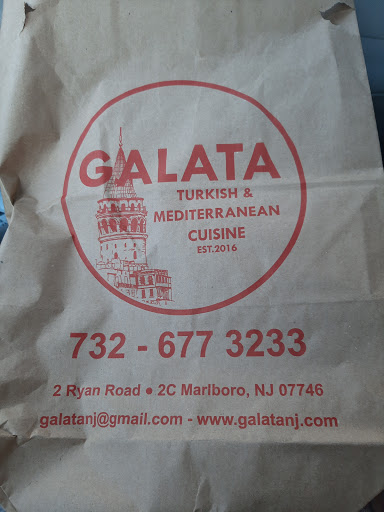 GALATA
TURKISH &
MEDITERRANEAN
CUISINE
EST.2016
732 - 677 3233
2 Ryan Road ● 2C Marlboro, NJ 07746
galatanj@gmail.com - www.galatanj.com